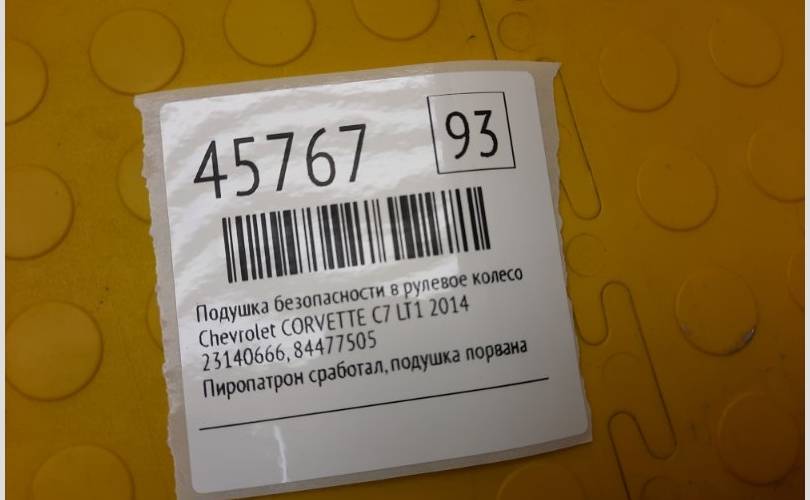 45767
93
Подушка безопасности в рулевое колесо
Chevrolet CORVETTE C7 LT1 2014
23140666, 84477505
Пиропатрон сработал, подушка порвана